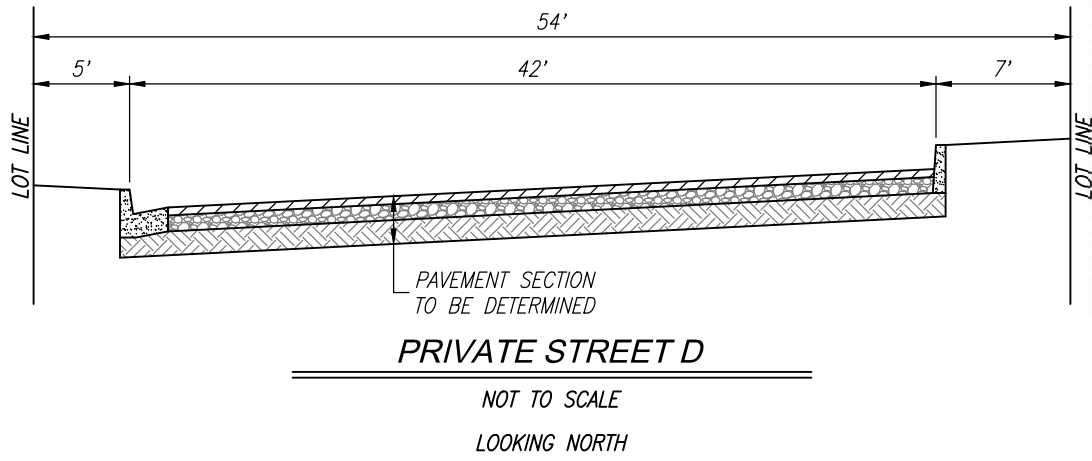 54'
5'
42'
7'
LOT LINE
LOT LINE
PAVEMENT SECTION
TO BE DETERMINED
PRIVATE STREET D
NOT TO SCALE
LOOKING NORTH